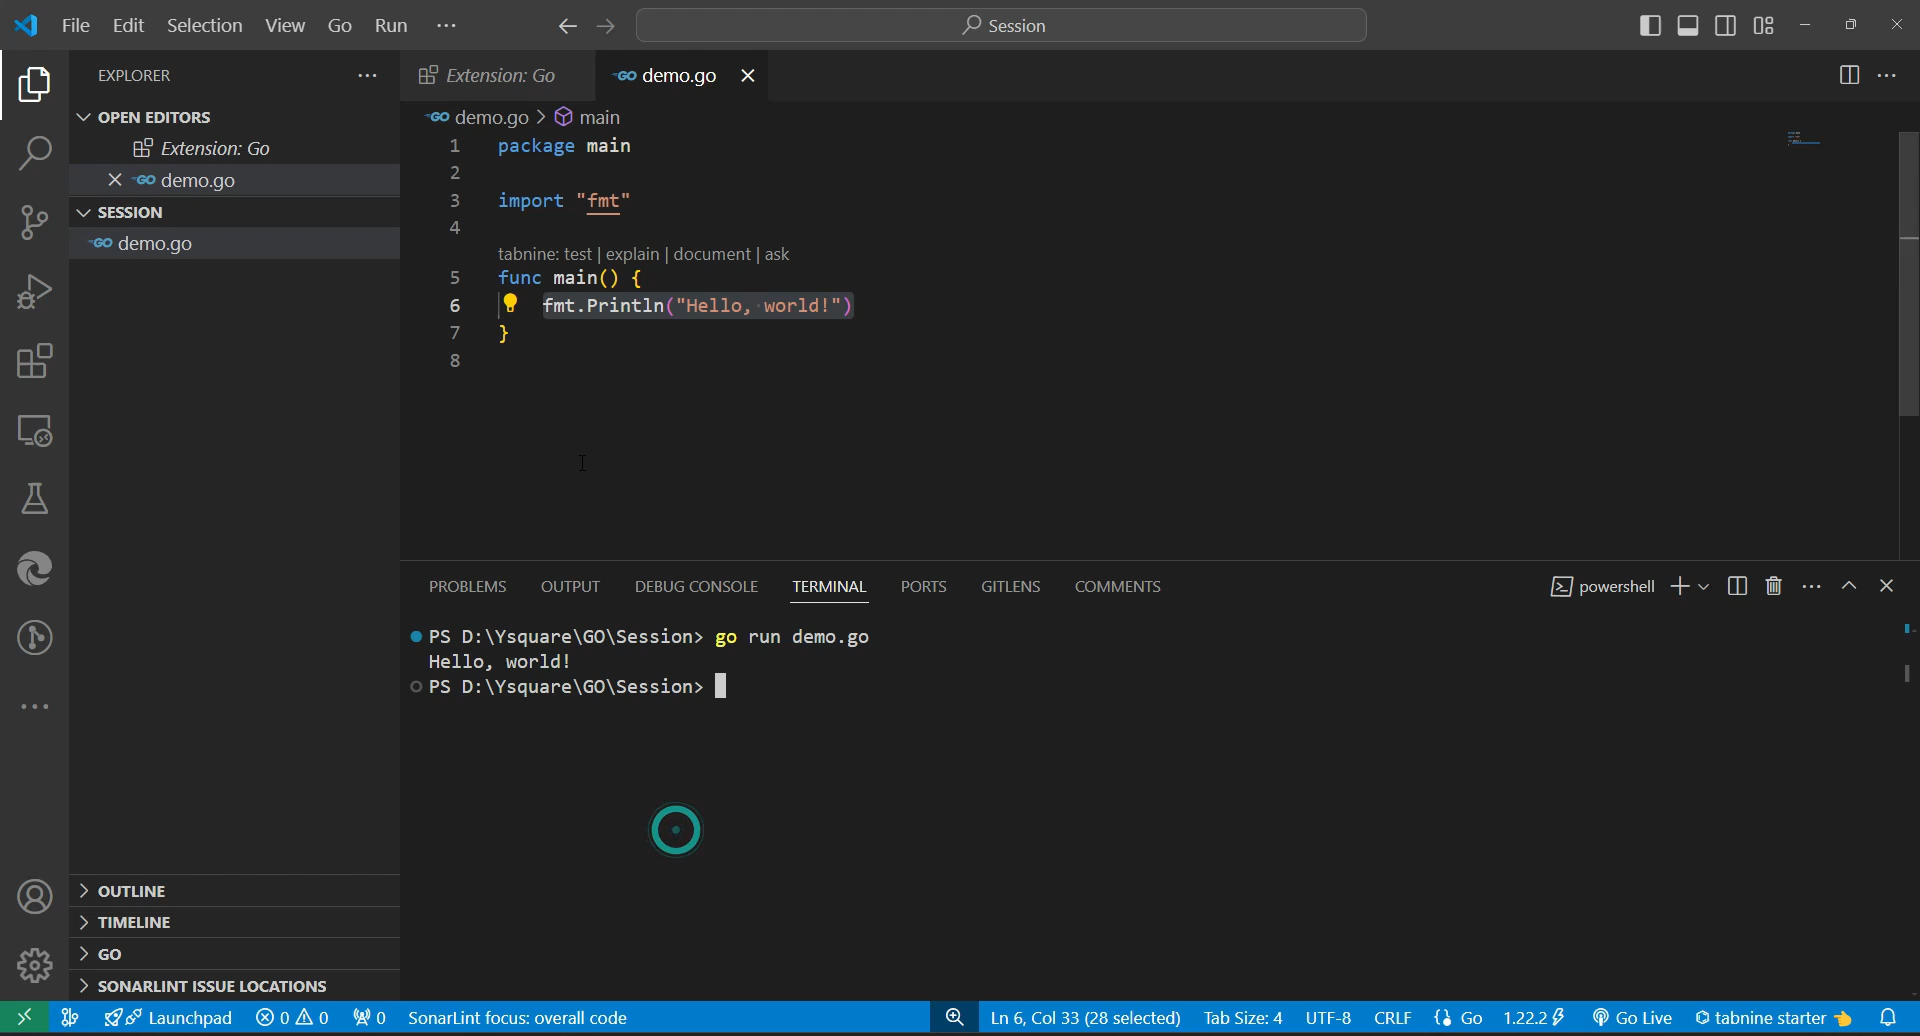 File Edit Selection View Go Run ···
Session
EXPLORER ···
OPEN EDITORS
Extension: Go
demo.go
SESSION
demo.go
OUTLINE
TIMELINE
GO
SONARLINT ISSUE LOCATIONS
Extension: Go
demo.go
demo.go > main
1 package main
2
3 import "fmt"
4
tabnine: test | explain | document | ask
5 func main() {
6 fmt.Println("Hello, world!")
7 }
8
PROBLEMS OUTPUT DEBUG CONSOLE TERMINAL PORTS GITLENS COMMENTS
powershell
PS D:\Ysquare\GO\Session> go run demo.go
Hello, world!
PS D:\Ysquare\GO\Session>
Launchpad 0 0 0 SonarLint focus: overall code Ln 6, Col 33 (28 selected) Tab Size: 4 UTF-8 CRLF {} Go 1.22.2 Go Live tabnine starter